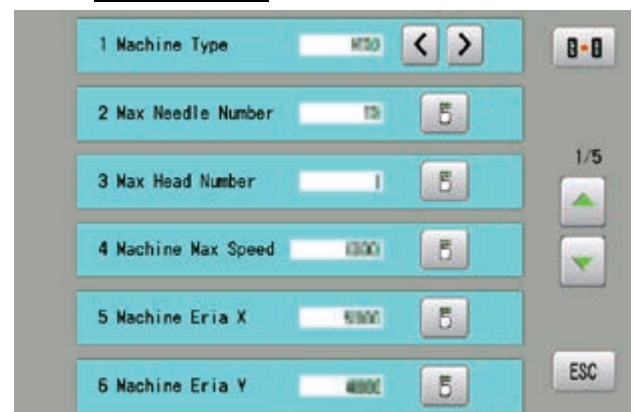 1 Machine Type
2 Max Needle Number
3 Max Head Number 1
1/5
4 Machine Max Speed
5 Machine Eria X
6 Machine Eria Y
ESC